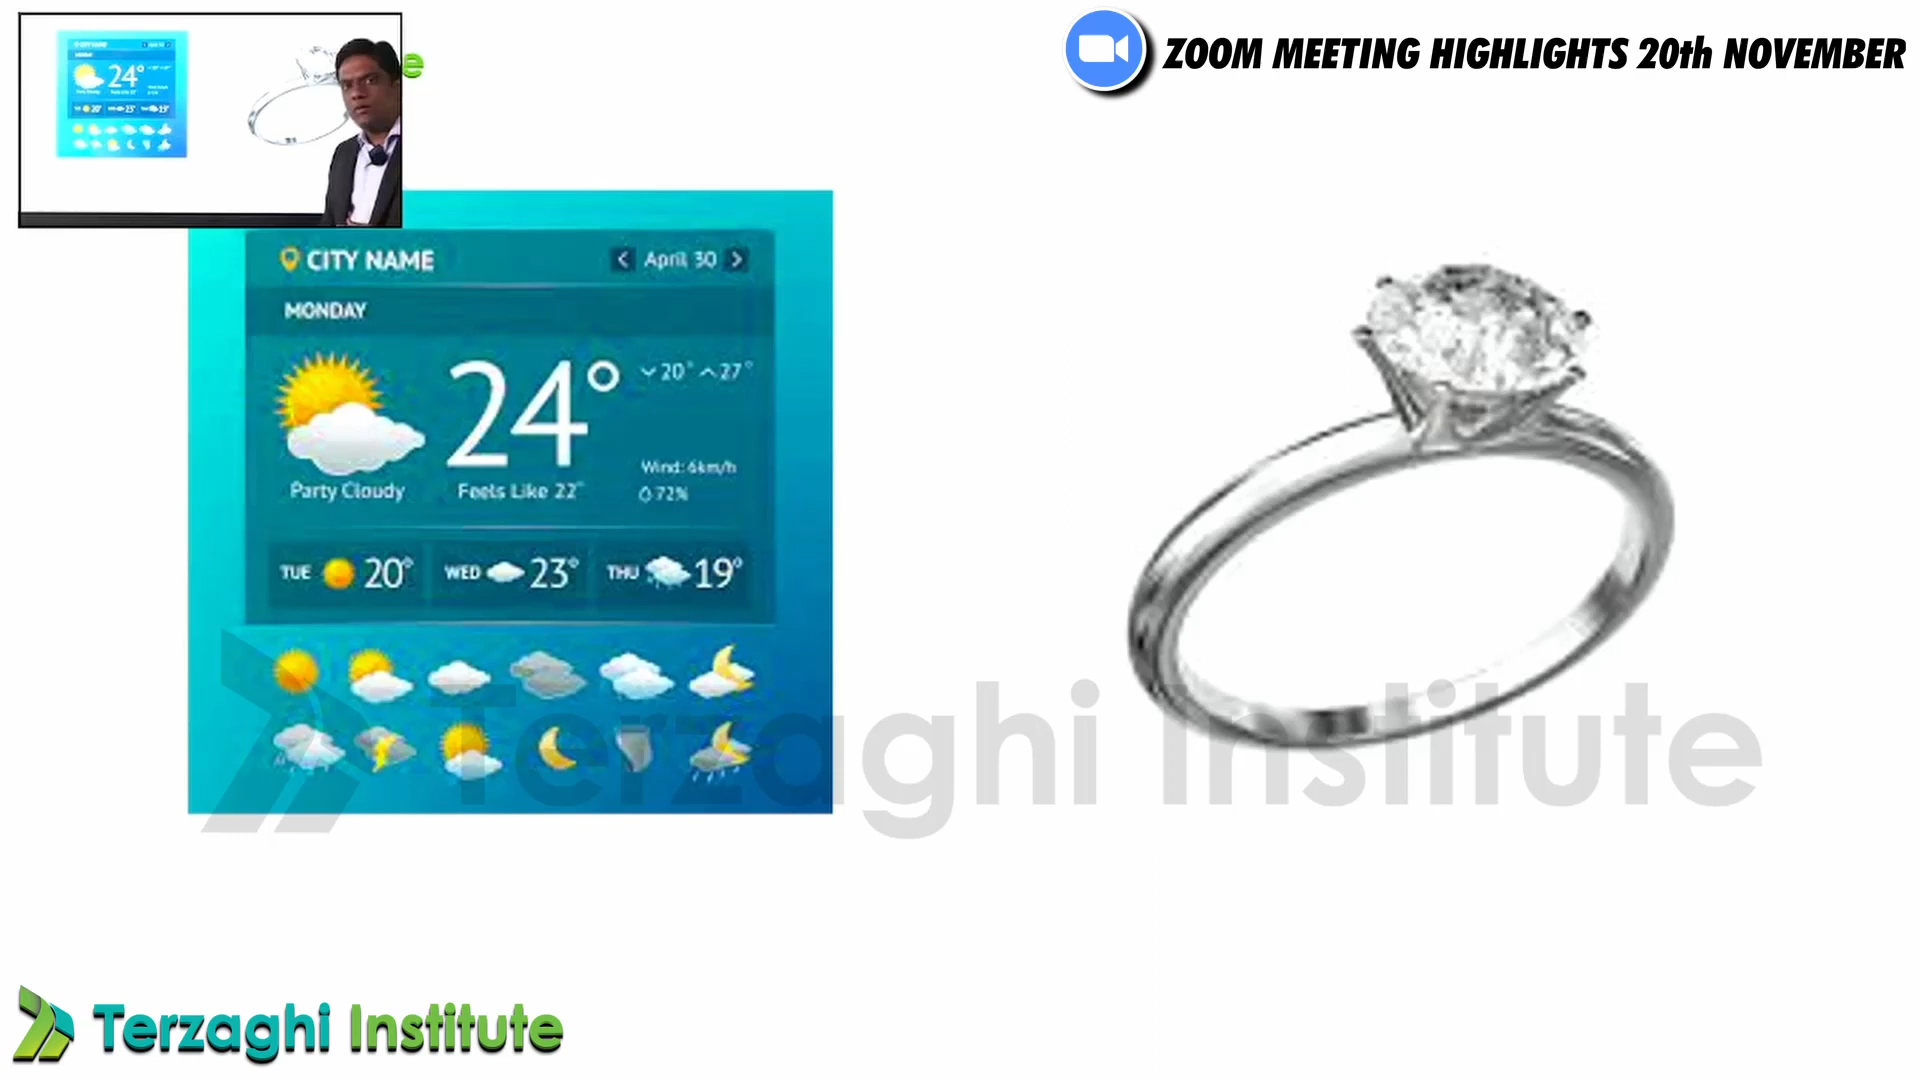 ZOOM MEETING HIGHLIGHTS 20th NOVEMBER
CITY NAME
April 30
MONDAY
24°
20° 27°
Wind: 6km/h
72%
Party Cloudy
Feels Like 22°
TUE 20° WED 23° THU 19°
Terzaghi Institute
Terzaghi Institute